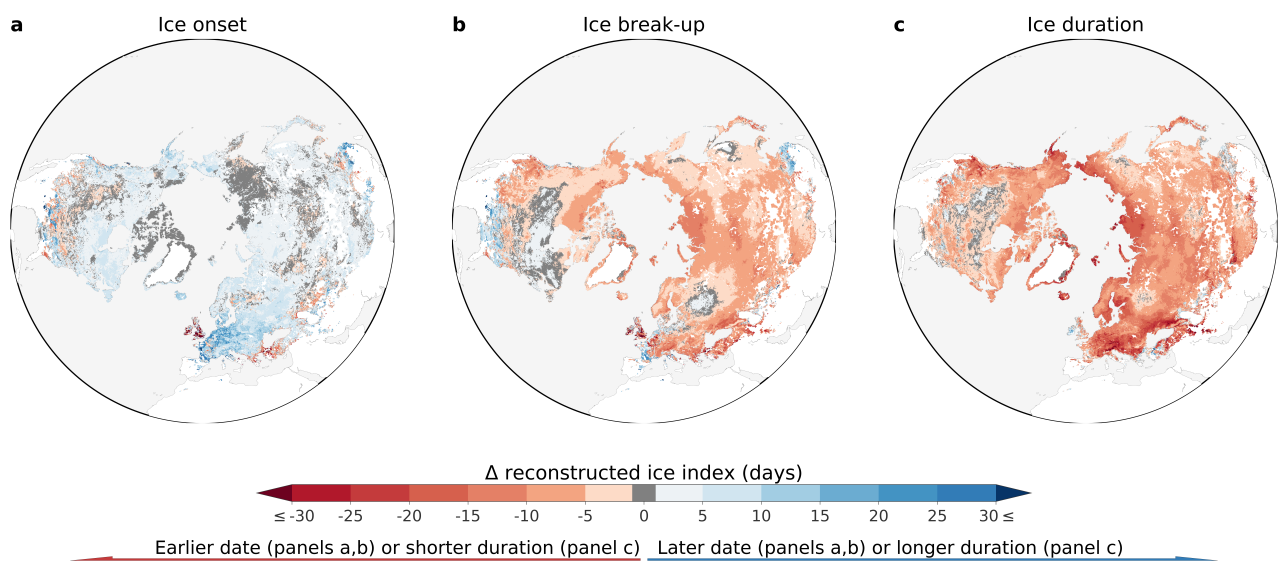 a Ice onset
b Ice break-up
c Ice duration
Δ reconstructed ice index (days)
≤ -30 -25 -20 -15 -10 -5 0 5 10 15 20 25 30 ≤
Earlier date (panels a,b) or shorter duration (panel c) Later date (panels a,b) or longer duration (panel c)